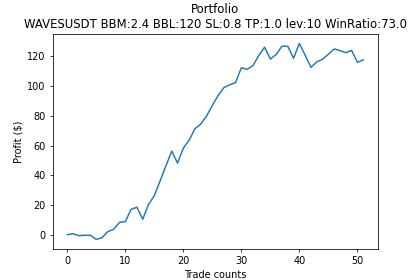 Portfolio
WAVESUSDT BBM:2.4 BBL:120 SL:0.8 TP:1.0 lev:10 WinRatio:73.0
120
100
80
60
40
20
0
Profit ($)
0 10 20 30 40 50
Trade counts